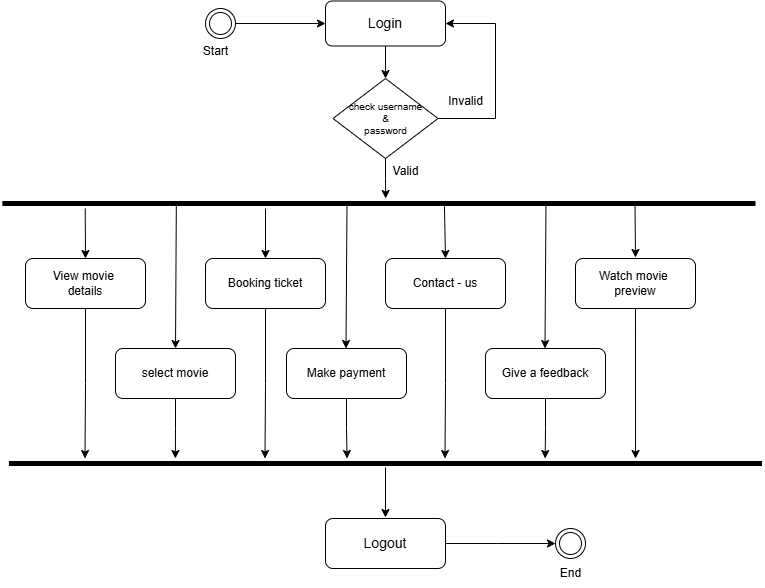 Login
Start
Invalid
check username
&
password
Valid
View movie
details
Booking ticket
Contact - us
Watch movie
preview
select movie
Make payment
Give a feedback
Logout
End